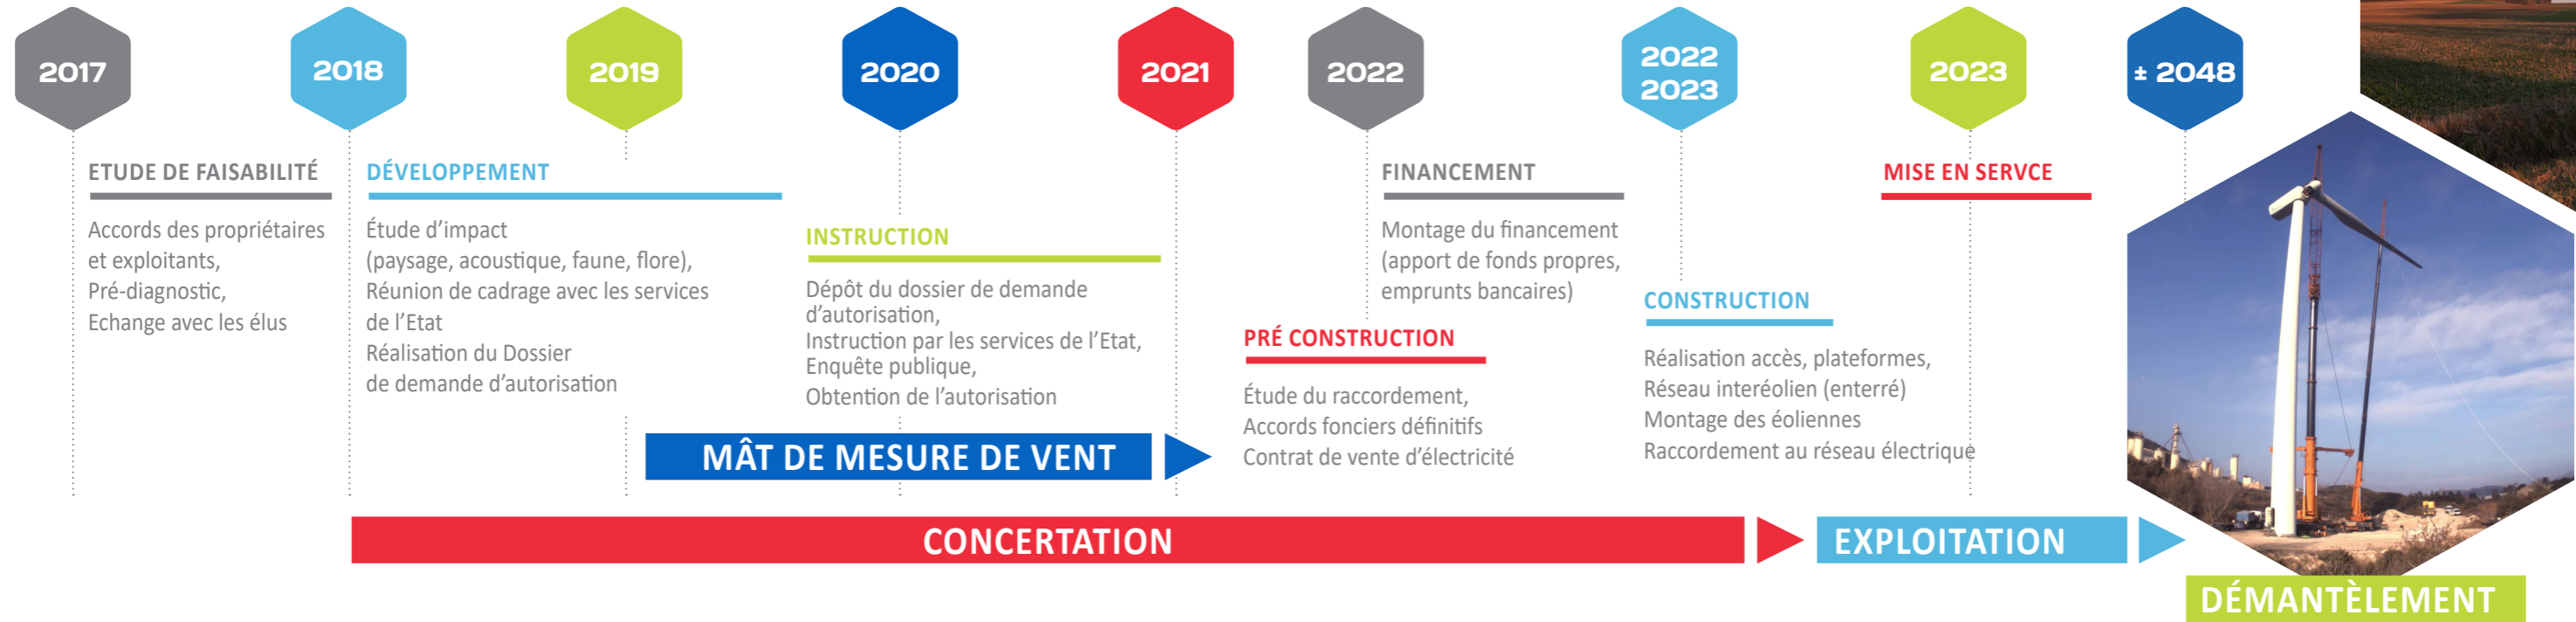 2017
2018
2019
2020
2021
2022
2022
2023
2023
± 2048
ETUDE DE FAISABILITÉ
Accords des propriétaires
et exploitants,
Pré-diagnostic,
Echange avec les élus
DÉVELOPPEMENT
Étude d’impact
(paysage, acoustique, faune, flore),
Réunion de cadrage avec les services
de l’Etat
Réalisation du Dossier
de demande d’autorisation
INSTRUCTION
Dépôt du dossier de demande
d’autorisation,
Instruction par les services de l’Etat,
Enquête publique,
Obtention de l’autorisation
MÂT DE MESURE DE VENT
PRÉ CONSTRUCTION
Étude du raccordement,
Accords fonciers définitifs
Contrat de vente d’électricité
FINANCEMENT
Montage du financement
(apport de fonds propres,
emprunts bancaires)
CONSTRUCTION
Réalisation accès, plateformes,
Réseau interéolien (enterré)
Montage des éoliennes
Raccordement au réseau électrique
MISE EN SERVCE
CONCERTATION
EXPLOITATION
DÉMANTÈLEMENT